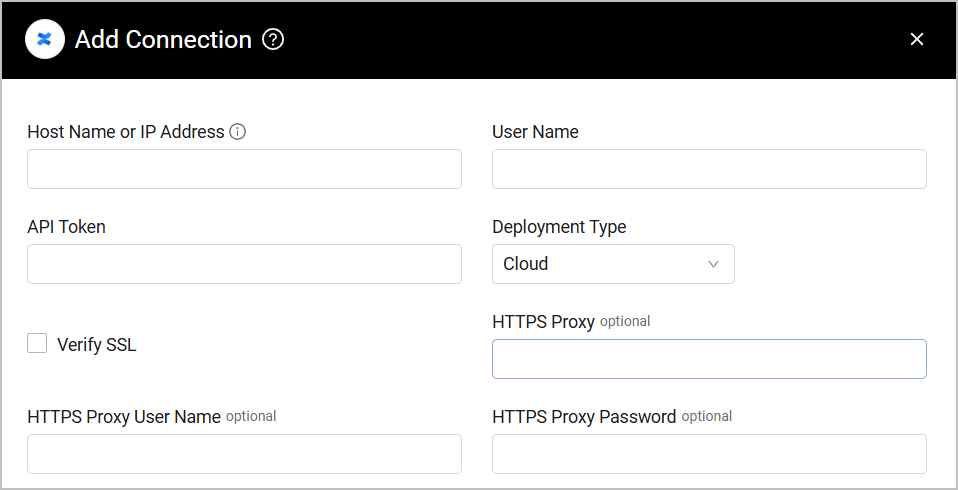 Add Connection
Host Name or IP Address
User Name
API Token
Deployment Type
Cloud
Verify SSL
HTTPS Proxy optional
HTTPS Proxy User Name optional
HTTPS Proxy Password optional